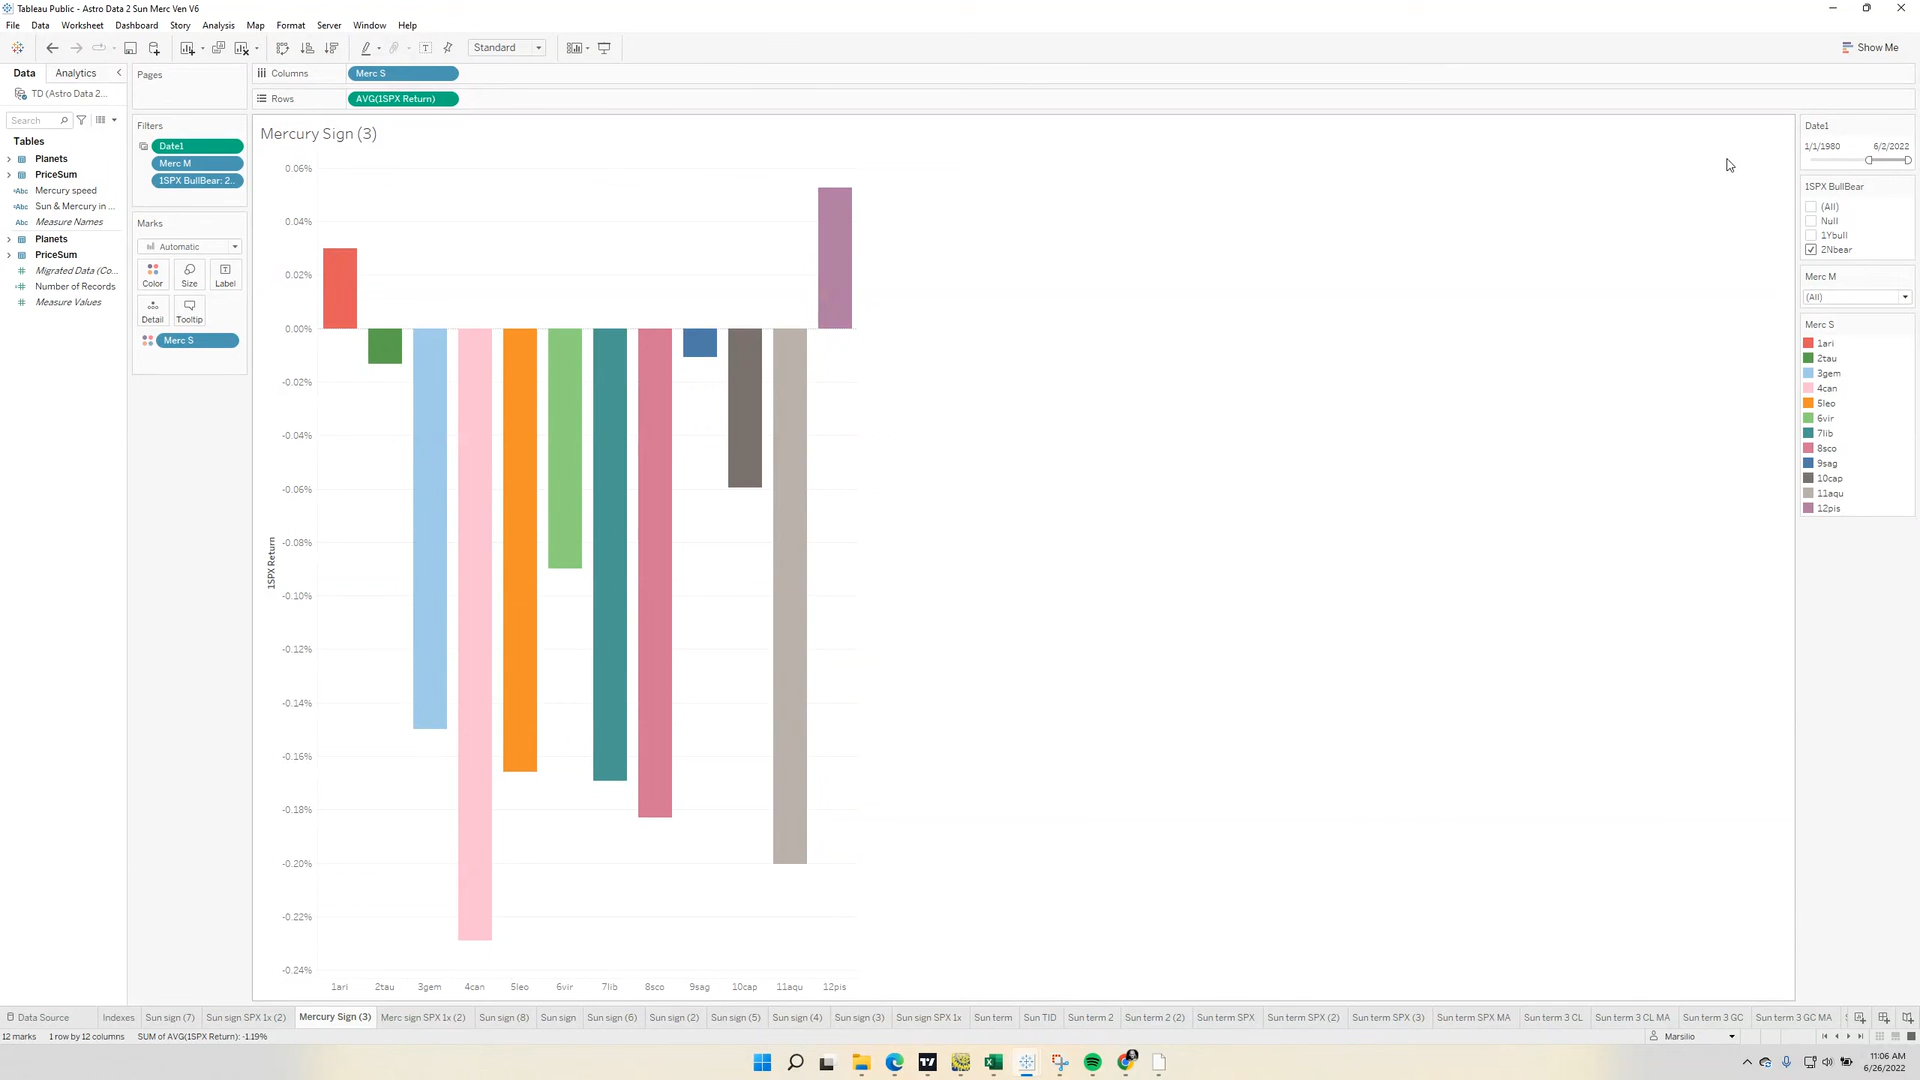 Tableau Public - Astro Data 2 Sun Merc Ven V6
File Data Worksheet Dashboard Story Analysis Map Format Server Window Help
Standard
Show Me
Data Analytics
TD (Astro Data 2...
Search
Tables
Planets
PriceSum
Abc Mercury speed
Abc Sun & Mercury in ...
Abc Measure Names
Planets
PriceSum
# Migrated Data (Co...
# Number of Records
# Measure Values
Pages
Filters
Date1
Merc M
1SPX BullBear: 2..
Marks
Automatic
Color Size Label
Detail Tooltip
Merc S
Columns Merc S
Rows AVG(1SPX Return)
Mercury Sign (3)
1SPX Return
0.06%
0.04%
0.02%
0.00%
-0.02%
-0.04%
-0.06%
-0.08%
-0.10%
-0.12%
-0.14%
-0.16%
-0.18%
-0.20%
-0.22%
-0.24%
1ari 2tau 3gem 4can 5leo 6vir 7lib 8sco 9sag 10cap 11aqu 12pis
Date1
1/1/1980 6/2/2022
1SPX BullBear
(All)
Null
1Ybull
2Nbear
Merc M
(All)
Merc S
1ari
2tau
3gem
4can
5leo
6vir
7lib
8sco
9sag
10cap
11aqu
12pis
Data Source Indexes Sun sign (7) Sun sign SPX 1x (2) Mercury Sign (3) Merc sign SPX 1x (2) Sun sign (8) Sun sign Sun sign (6) Sun sign (2) Sun sign (5) Sun sign (4) Sun sign (3) Sun sign SPX 1x Sun term Sun TID Sun term 2 Sun term 2 (2) Sun term SPX Sun term SPX (2) Sun term SPX (3) Sun term SPX MA Sun term 3 CL Sun term 3 CL MA Sun term 3 GC Sun term 3 GC MA
12 marks 1 row by 12 columns SUM of AVG(1SPX Return): -1.19% Marsilio
11:06 AM
6/26/2022